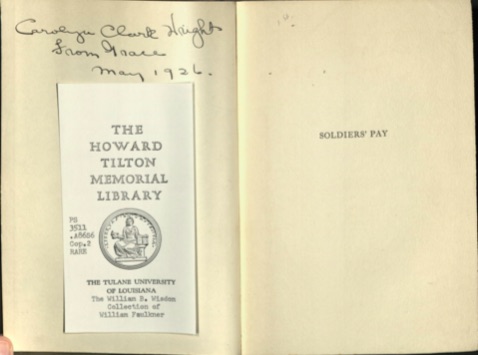 Carolyn Clark Wright
From Grace
May 1926.
THE
HOWARD
TILTON
MEMORIAL
LIBRARY
PS
3511
.A86S6
Cop.2
RARE
THE TULANE UNIVERSITY
OF LOUISIANA
The William B. Wisdom
Collection of
William Faulkner
SOLDIERS' PAY